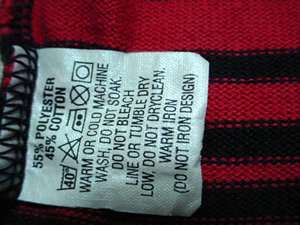 55% POLYESTER
45% COTTON
40°
WARM OR COLD MACHINE
WASH. DO NOT SOAK.
DO NOT BLEACH
LINE OR TUMBLE DRY
LOW, DO NOT DRYCLEAN.
WARM IRON
(DO NOT IRON DESIGN)